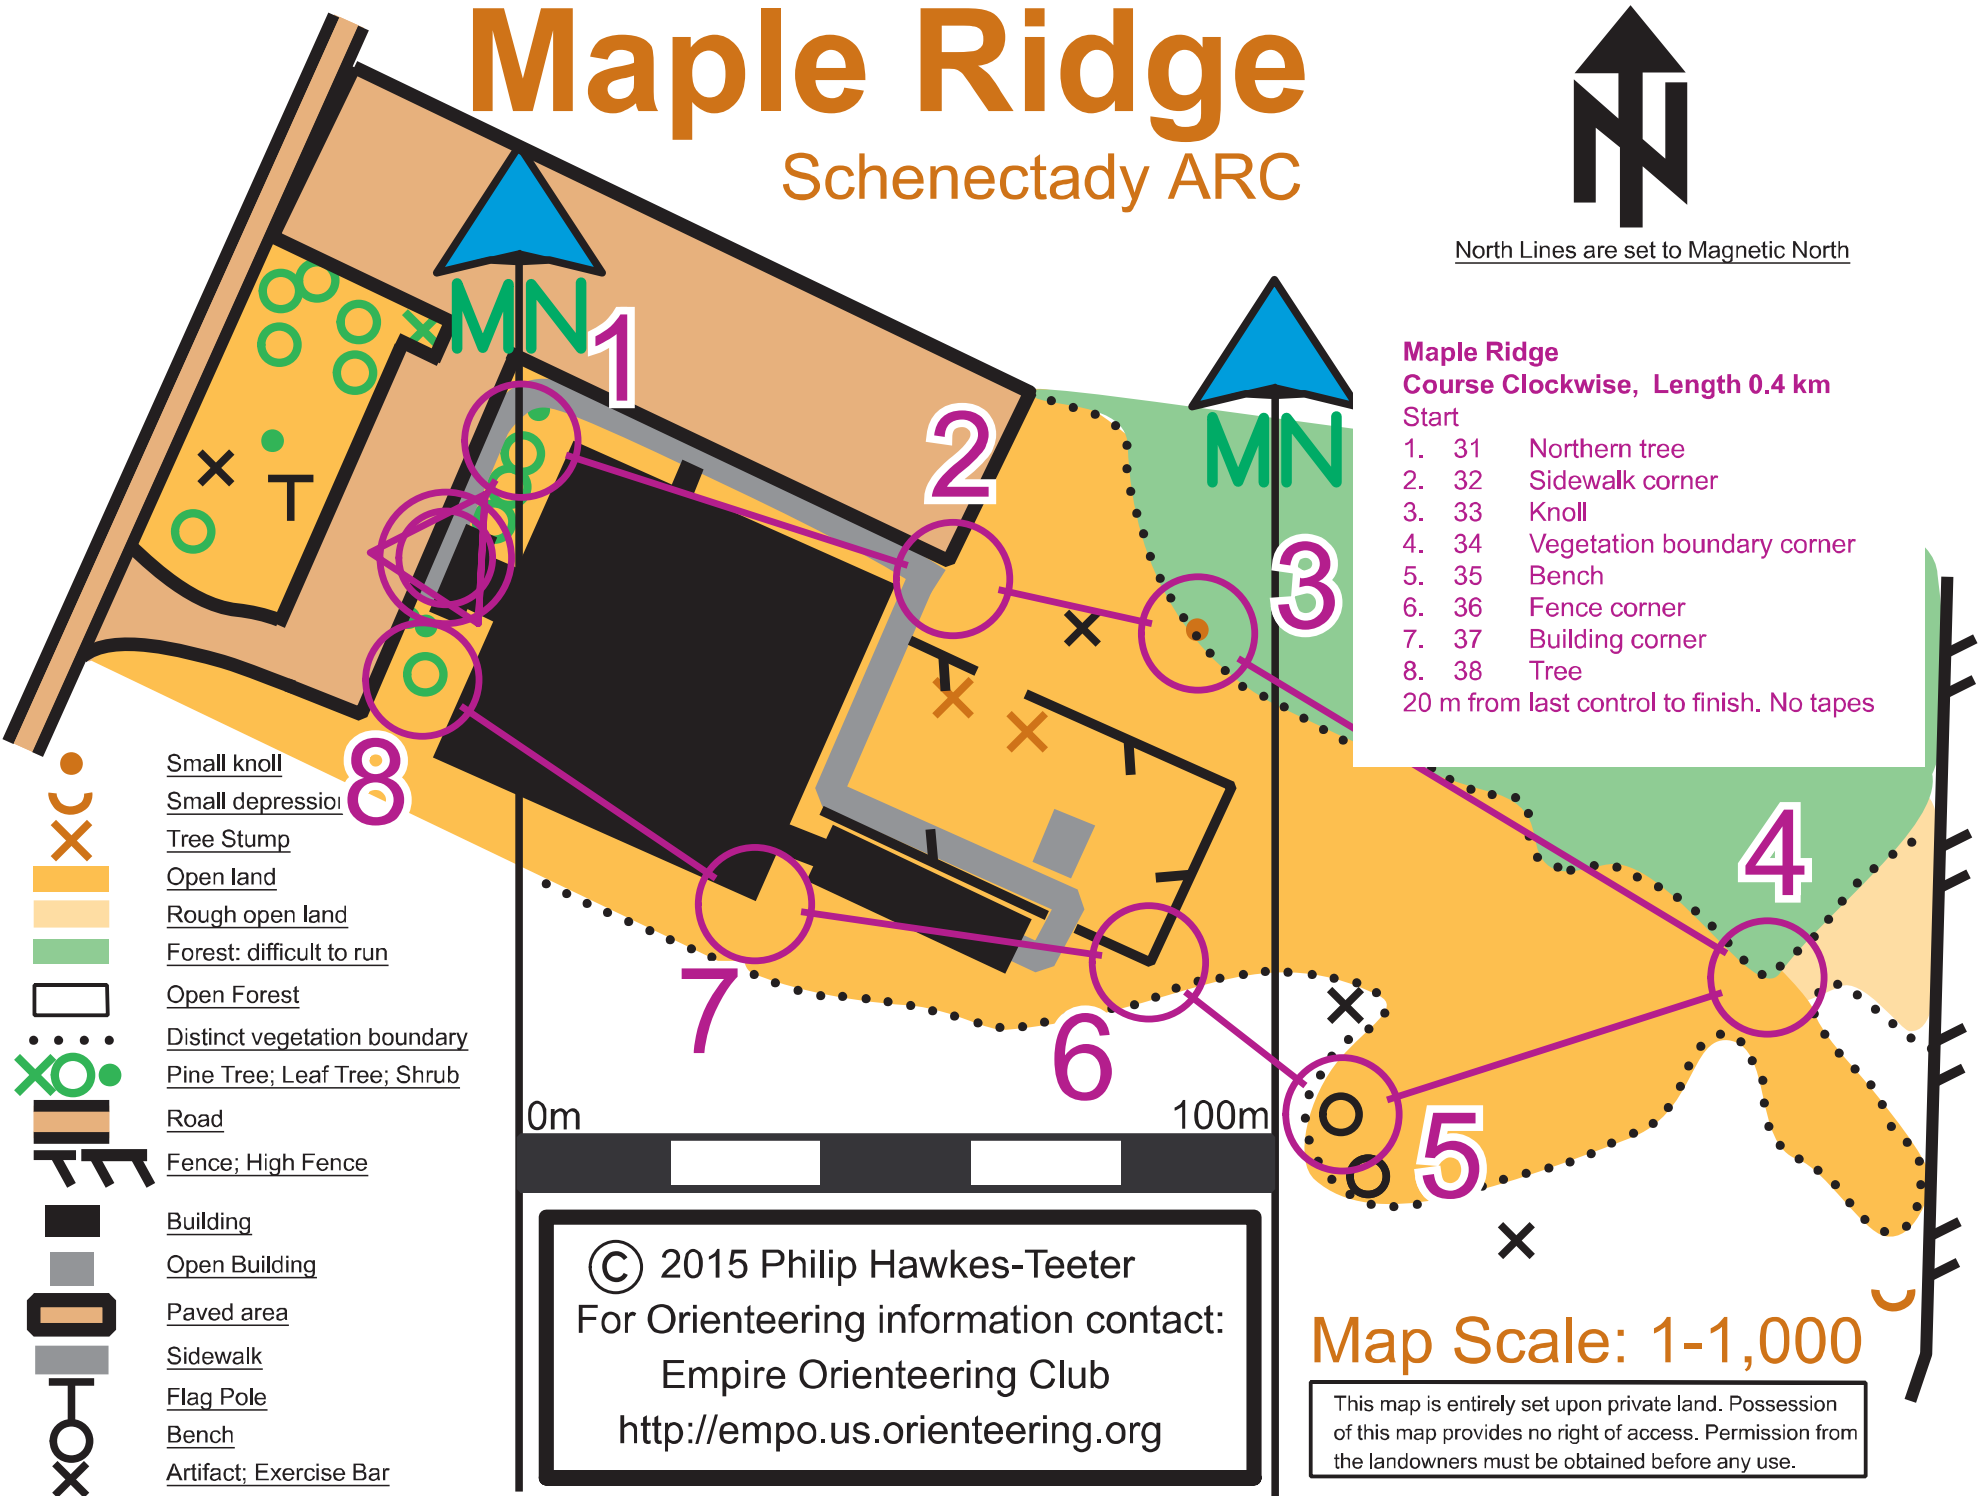 Maple Ridge
Schenectady ARC
N
North Lines are set to Magnetic North
MN
MN
1
2
3
4
5
6
7
8
Maple Ridge
Course Clockwise, Length 0.4 km
Start
1. 31 Northern tree
2. 32 Sidewalk corner
3. 33 Knoll
4. 34 Vegetation boundary corner
5. 35 Bench
6. 36 Fence corner
7. 37 Building corner
8. 38 Tree
20 m from last control to finish. No tapes
Small knoll
Small depression
Tree Stump
Open land
Rough open land
Forest: difficult to run
Open Forest
Distinct vegetation boundary
Pine Tree; Leaf Tree; Shrub
Road
Fence; High Fence
Building
Open Building
Paved area
Sidewalk
Flag Pole
Bench
Artifact; Exercise Bar
0m 100m
© 2015 Philip Hawkes-Teeter
For Orienteering information contact:
Empire Orienteering Club
http://empo.us.orienteering.org
Map Scale: 1-1,000
This map is entirely set upon private land. Possession
of this map provides no right of access. Permission from
the landowners must be obtained before any use.